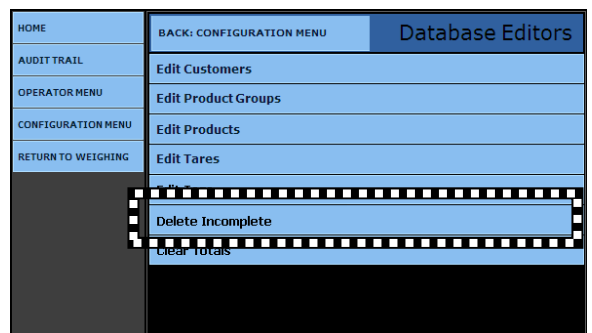 HOME
BACK: CONFIGURATION MENU
Database Editors
AUDIT TRAIL
OPERATOR MENU
CONFIGURATION MENU
RETURN TO WEIGHING
Edit Customers
Edit Product Groups
Edit Products
Edit Tares
Delete Incomplete
Clear Totals